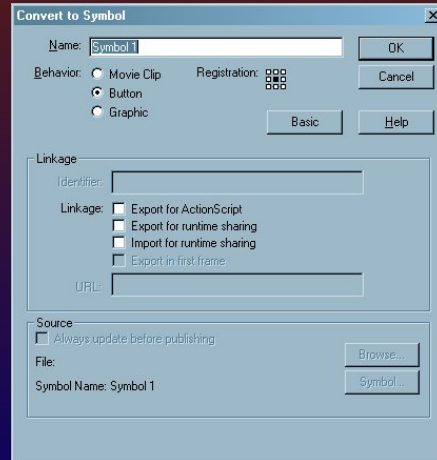 Convert to Symbol
Name: Symbol 1
OK
Behavior: Movie Clip Registration:
Cancel
Button
Graphic
Basic Help
Linkage
Identifier:
Linkage: Export for ActionScript
Export for runtime sharing
Import for runtime sharing
Export in first frame
URL:
Source
Always update before publishing
Browse...
File:
Symbol Name: Symbol 1
Symbol...